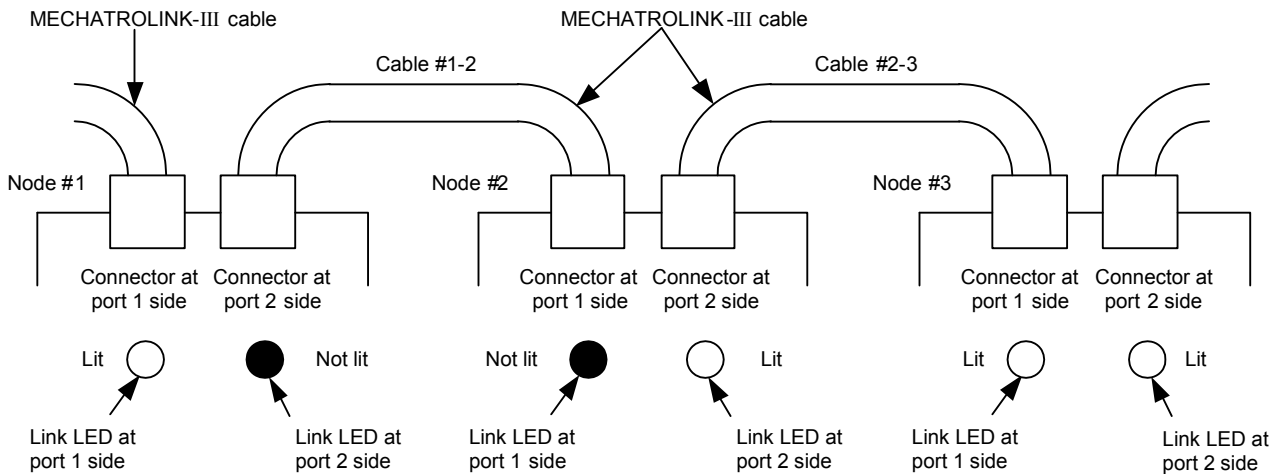 MECHATROLINK-III cable
MECHATROLINK-III cable
Cable #1-2
Cable #2-3
Node #1
Node #2
Node #3
Connector at
port 1 side
Connector at
port 2 side
Connector at
port 1 side
Connector at
port 2 side
Connector at
port 1 side
Connector at
port 2 side
Lit
Not lit
Not lit
Lit
Lit
Lit
Link LED at
port 1 side
Link LED at
port 2 side
Link LED at
port 1 side
Link LED at
port 2 side
Link LED at
port 1 side
Link LED at
port 2 side